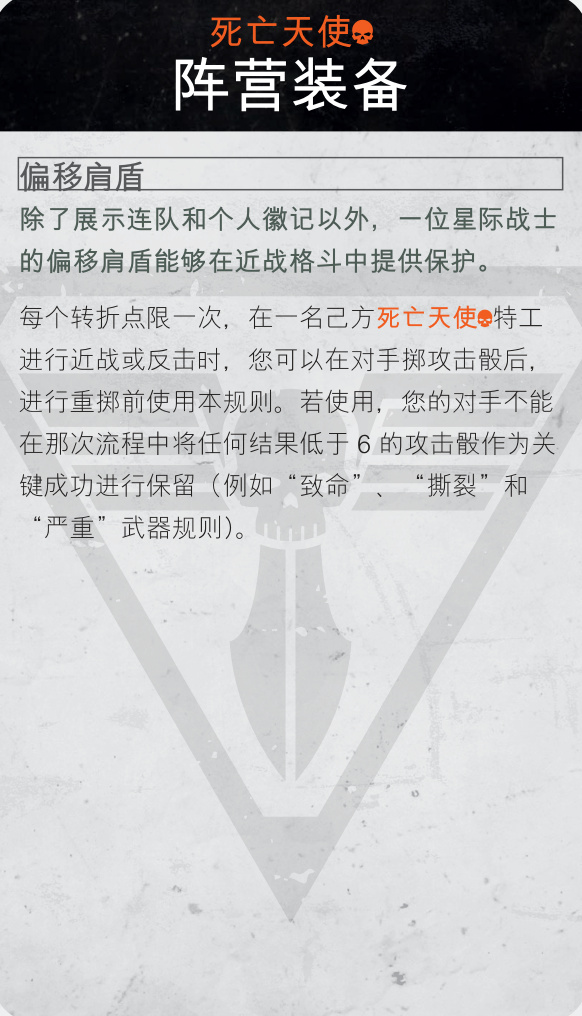 死亡天使
阵营装备
偏移肩盾
除了展示连队和个人徽记以外，一位星际战士
的偏移肩盾能够在近战格斗中提供保护。
每个转折点限一次，在一名己方死亡天使特工
进行近战或反击时，您可以在对手掷攻击骰后，
进行重掷前使用本规则。若使用，您的对手不能
在那次流程中将任何结果低于 6 的攻击骰作为关
键成功进行保留（例如“致命”、“撕裂”和
“严重”武器规则）。